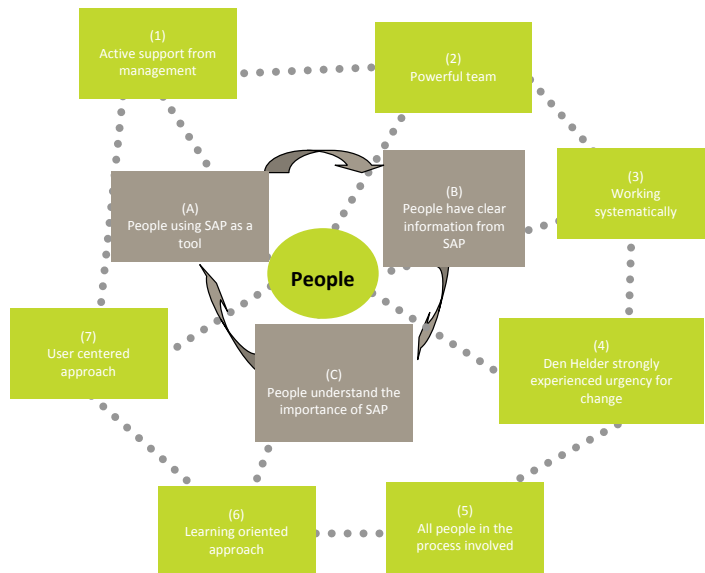 (1)
Active support from
management
(2)
Powerful team
(3)
Working
systematically
(A)
People using SAP as a
tool
(B)
People have clear
information from
SAP
People
(C)
People understand the
importance of SAP
(7)
User centered
approach
(4)
Den Helder strongly
experienced urgency for
change
(6)
Learning oriented
approach
(5)
All people in the
process involved